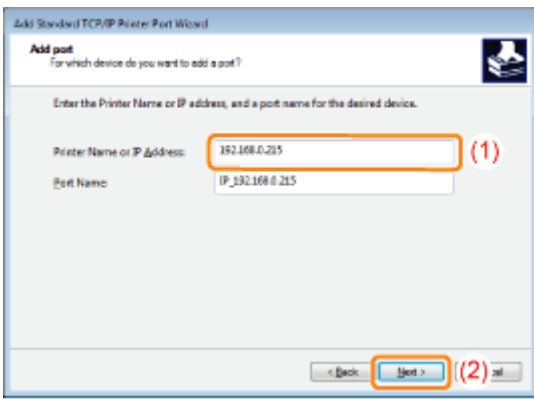 Add Standard TCP/IP Printer Port Wizard
Add port
For which device do you want to add a port?
Enter the Printer Name or IP address, and a port name for the desired device.
Printer Name or IP Address: 192.168.0.215 (1)
Port Name: IP_192.168.0.215
< Back Next > (2)